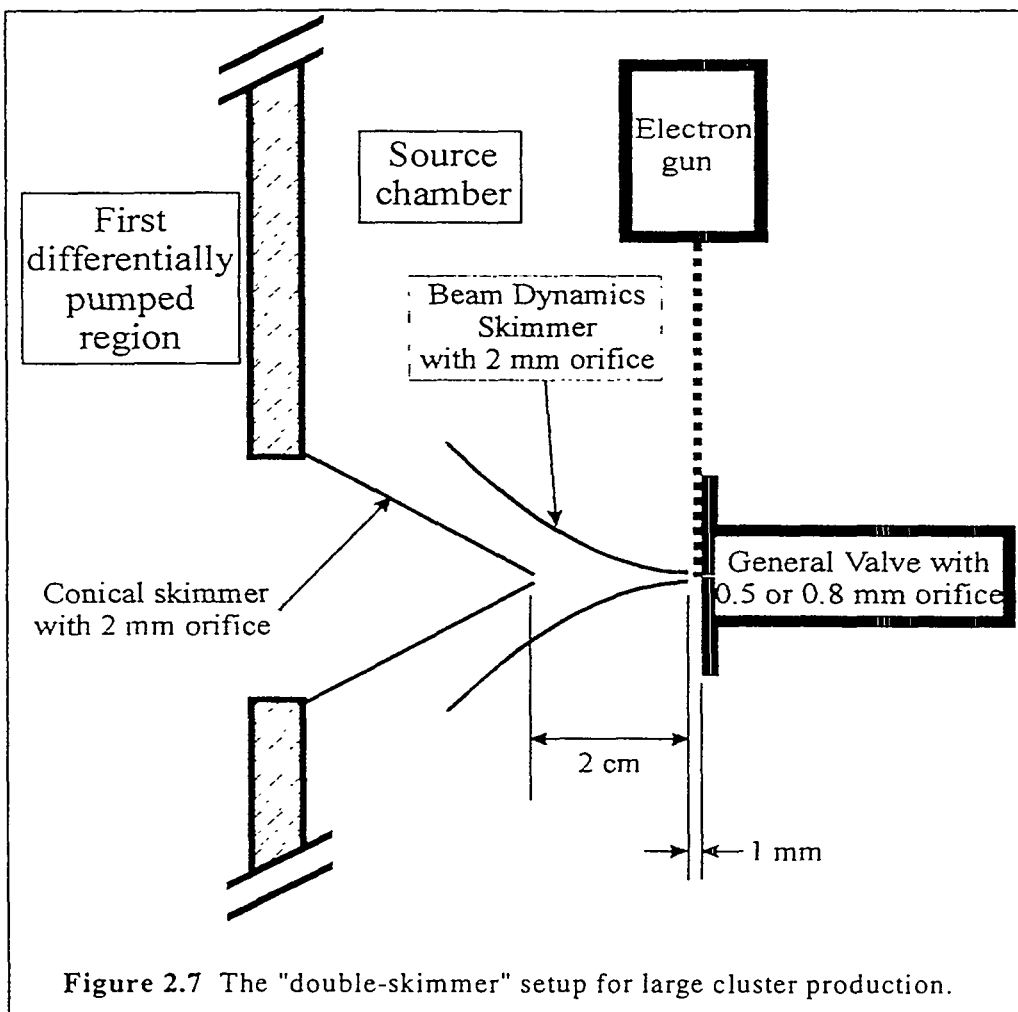 First
differentially
pumped
region
Source
chamber
Electron
gun
Beam Dynamics
Skimmer
with 2 mm orifice
Conical skimmer
with 2 mm orifice
General Valve with
0.5 or 0.8 mm orifice
2 cm
1 mm
Figure 2.7 The "double-skimmer" setup for large cluster production.